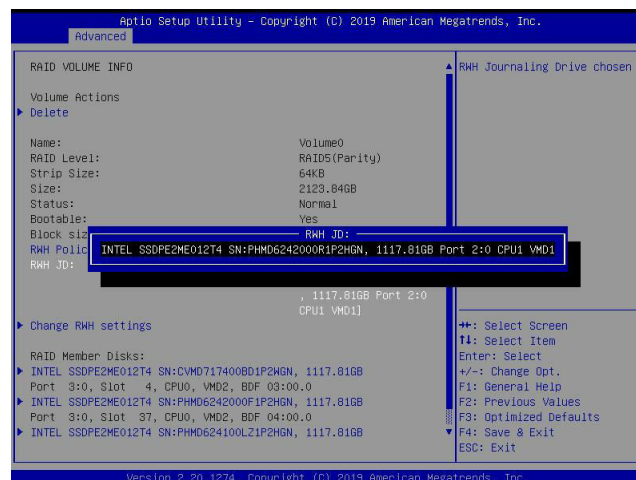 Aptio Setup Utility – Copyright (C) 2019 American Megatrends, Inc.
Advanced
RAID VOLUME INFO
Volume Actions
Delete
Name: Volume0
RAID Level: RAID5(Parity)
Strip Size: 64KB
Size: 2123.84GB
Status: Normal
Bootable: Yes
Block siz
RWH Polic
RWH JD:
RWH JD:
INTEL SSDPE2ME012T4 SN:PHMD6242000R1P2HGN, 1117.81GB Port 2:0 CPU1 VMD1
, 1117.81GB Port 2:0
CPU1 VMD1]
Change RWH settings
RAID Member Disks:
INTEL SSDPE2ME012T4 SN:CVMD717400BD1P2WGN, 1117.81GB
Port 3:0, Slot 4, CPU0, VMD2, BDF 03:00.0
INTEL SSDPE2ME012T4 SN:PHMD6242000F1P2HGN, 1117.81GB
Port 3:0, Slot 37, CPU0, VMD2, BDF 04:00.0
INTEL SSDPE2ME012T4 SN:PHMD624100LZ1P2HGN, 1117.81GB
RWH Journaling Drive chosen
→←: Select Screen
↑↓: Select Item
Enter: Select
+/-: Change Opt.
F1: General Help
F2: Previous Values
F3: Optimized Defaults
F4: Save & Exit
ESC: Exit
Version 2.20.1274. Copyright (C) 2019 American Megatrends, Inc.